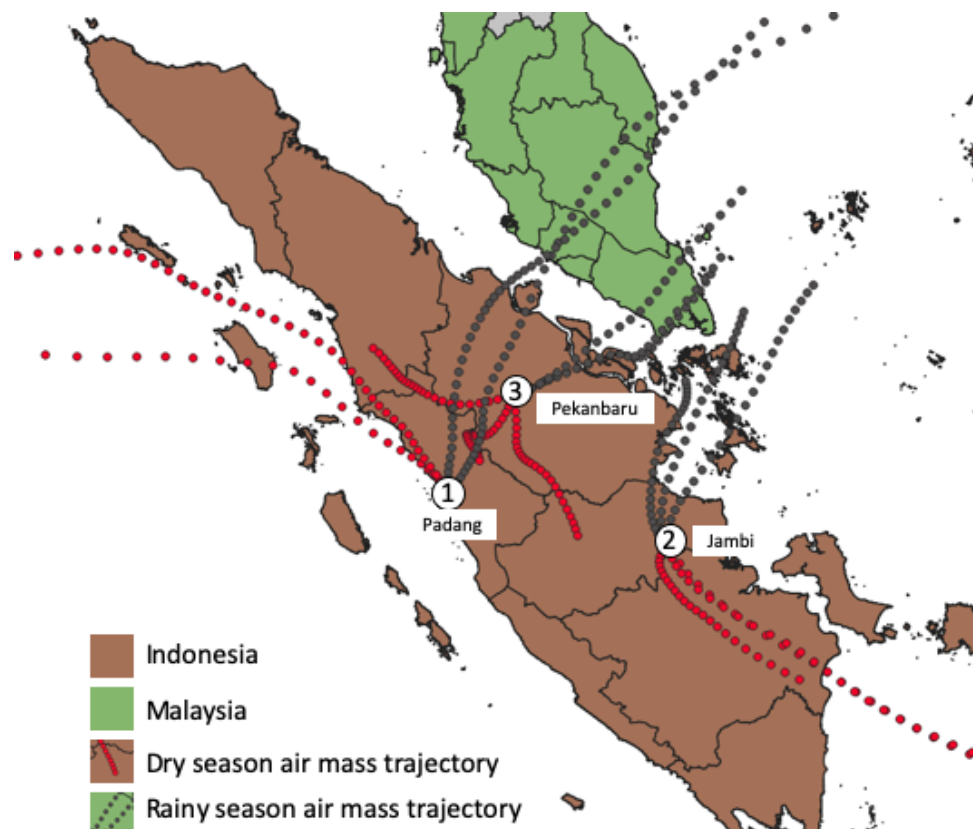 3
Pekanbaru
1
Padang
2
Jambi
Indonesia
Malaysia
Dry season air mass trajectory
Rainy season air mass trajectory